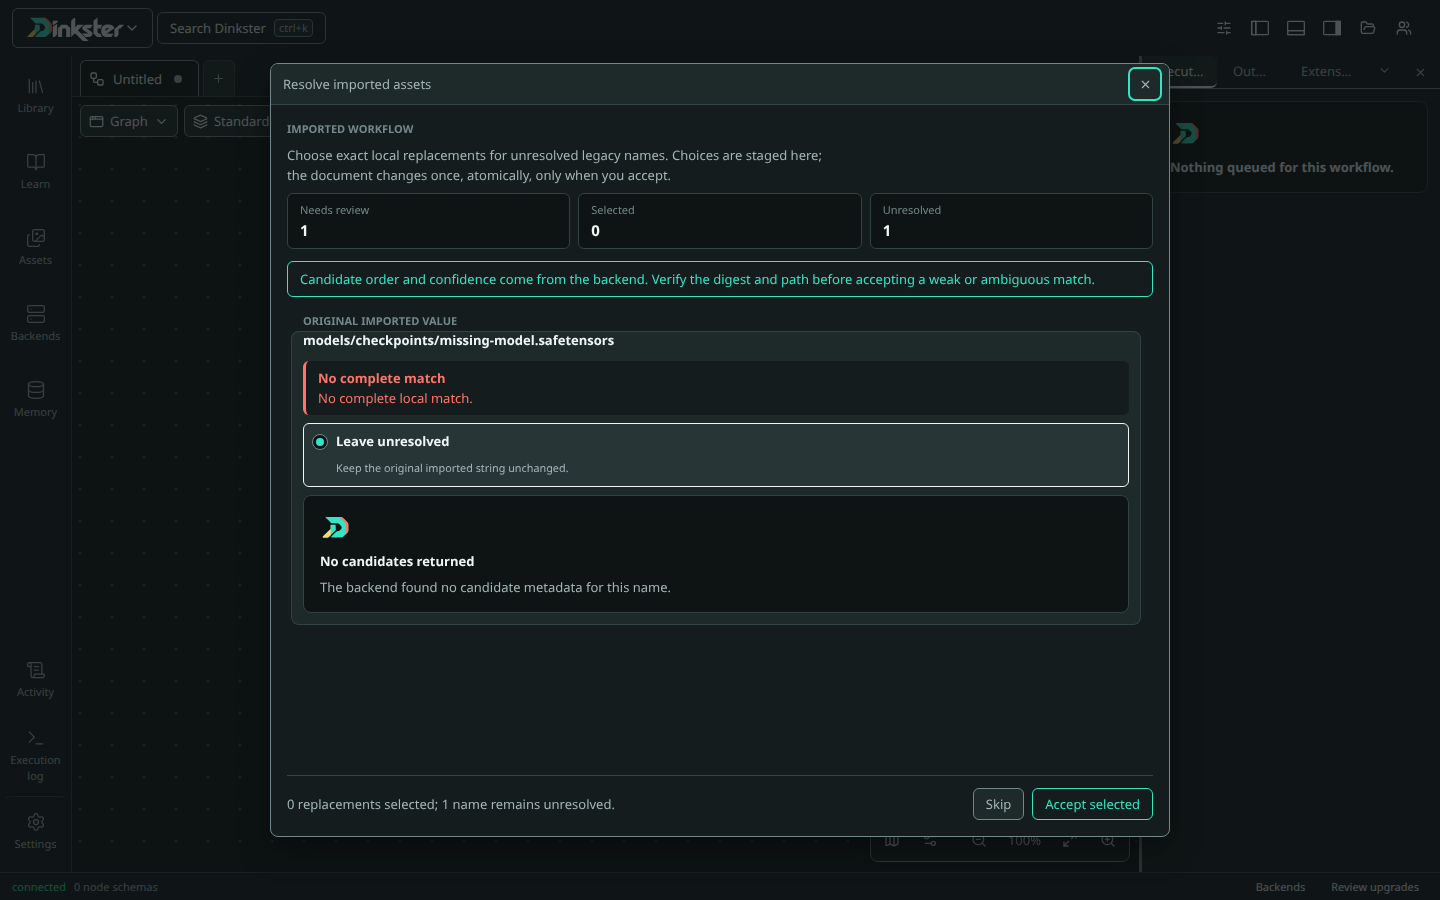 Dinkster
Search Dinkster ctrl+k
Untitled
+
ecut...
Out...
Extens...
Library
Learn
Assets
Backends
Memory
Activity
Execution
log
Settings
Graph
Standard
Resolve imported assets
IMPORTED WORKFLOW
Choose exact local replacements for unresolved legacy names. Choices are staged here;
the document changes once, atomically, only when you accept.
Needs review
1
Selected
0
Unresolved
1
Candidate order and confidence come from the backend. Verify the digest and path before accepting a weak or ambiguous match.
ORIGINAL IMPORTED VALUE
models/checkpoints/missing-model.safetensors
No complete match
No complete local match.
Leave unresolved
Keep the original imported string unchanged.
No candidates returned
The backend found no candidate metadata for this name.
0 replacements selected; 1 name remains unresolved.
Skip
Accept selected
Nothing queued for this workflow.
100%
connected 0 node schemas
Backends
Review upgrades